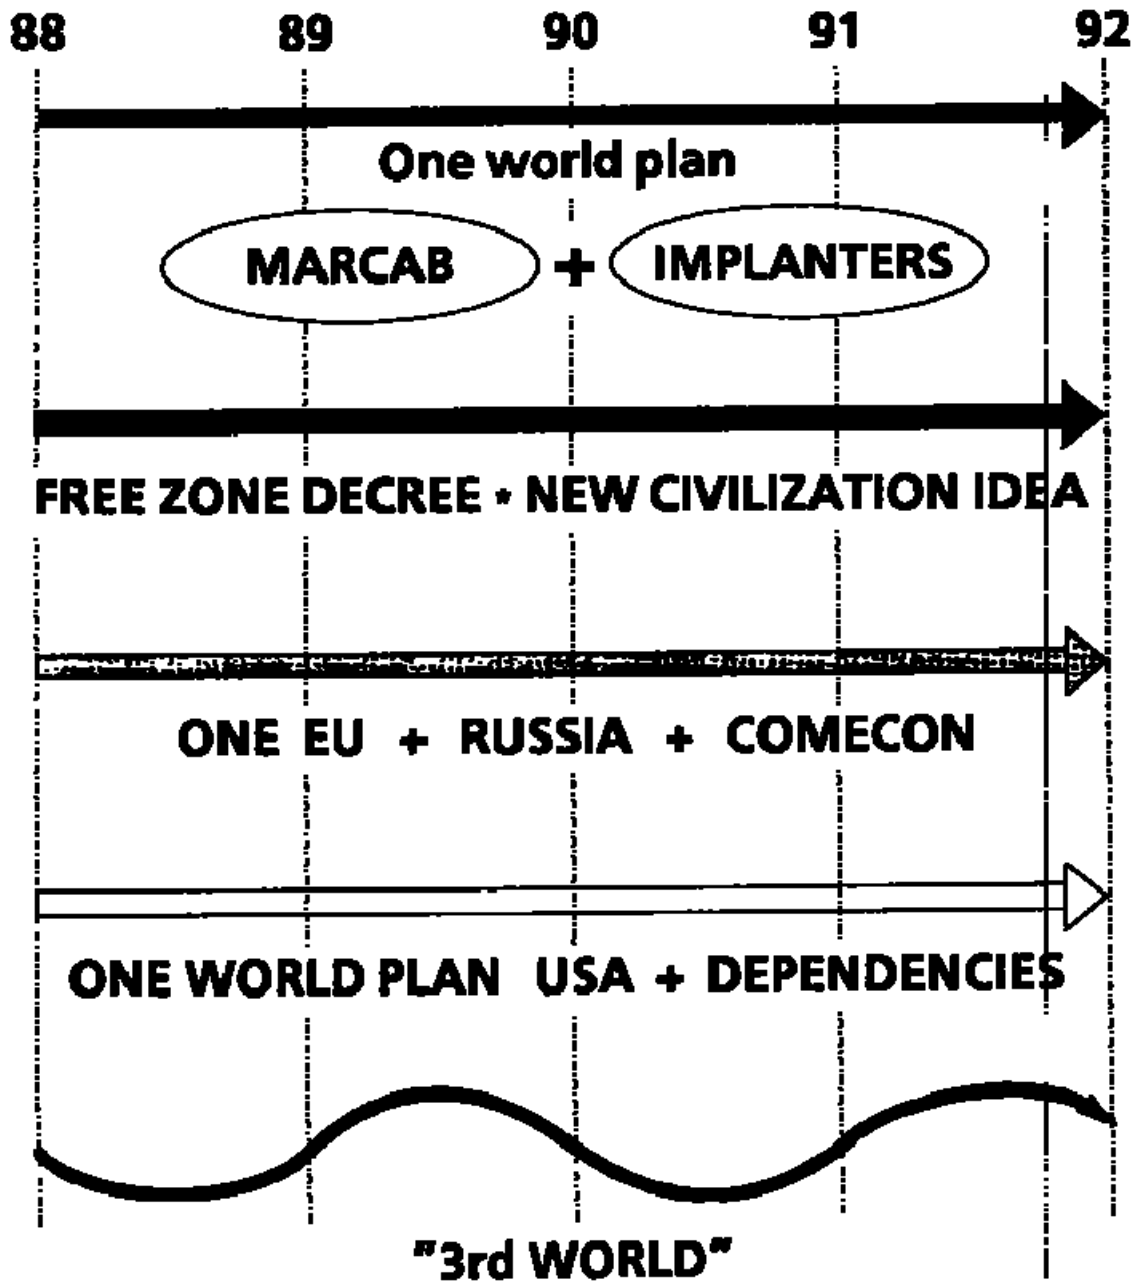 88 89 90 91 92
One world plan
MARCAB + IMPLANTERS
FREE ZONE DECREE • NEW CIVILIZATION IDEA
ONE EU + RUSSIA + COMECON
ONE WORLD PLAN USA + DEPENDENCIES
"3rd WORLD"